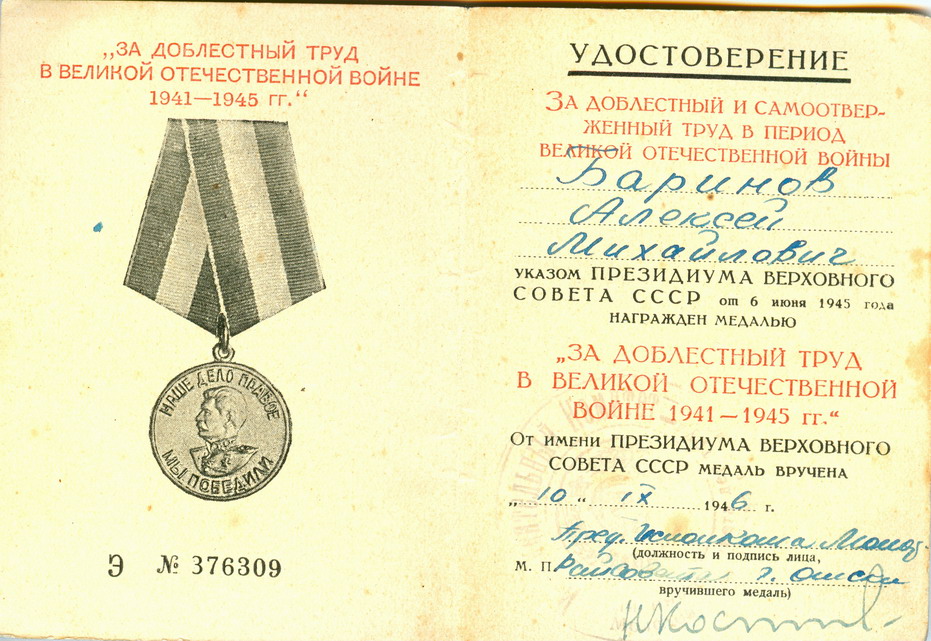 „ЗА ДОБЛЕСТНЫЙ ТРУД
В ВЕЛИКОЙ ОТЕЧЕСТВЕННОЙ ВОЙНЕ
1941—1945 гг.“
НАШЕ ДЕЛО ПРАВОЕ
МЫ ПОБЕДИЛИ
Э № 376309
УДОСТОВЕРЕНИЕ
ЗА ДОБЛЕСТНЫЙ И САМООТВЕР-
ЖЕННЫЙ ТРУД В ПЕРИОД
ВЕЛИКОЙ ОТЕЧЕСТВЕННОЙ ВОЙНЫ
Баринов
Алексей
Михайлович
УКАЗОМ ПРЕЗИДИУМА ВЕРХОВНОГО
СОВЕТА СССР от 6 июня 1945 года
НАГРАЖДЕН МЕДАЛЬЮ
„ЗА ДОБЛЕСТНЫЙ ТРУД
В ВЕЛИКОЙ ОТЕЧЕСТВЕННОЙ
ВОЙНЕ 1941—1945 гг.“
От имени ПРЕЗИДИУМА ВЕРХОВНОГО
СОВЕТА СССР МЕДАЛЬ ВРУЧЕНА
„10“ IX 1946 г.
Пред. Исполкома
(должность и подпись лица,
М. П. Райсовета г.
вручившего медаль)